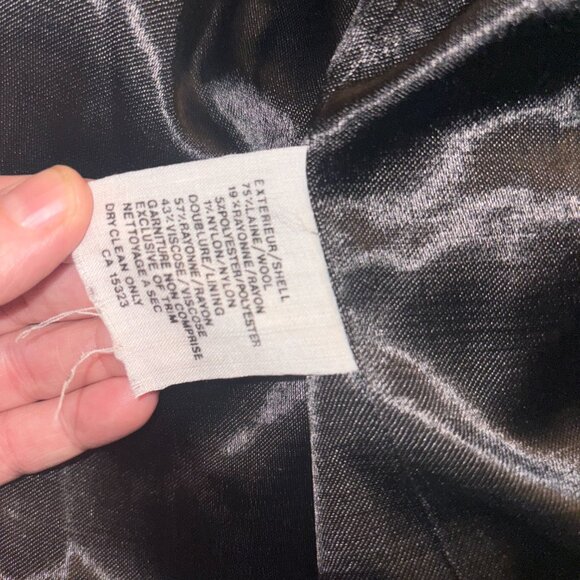 EXTERIEUR/SHELL
75%LAINE/WOOL
19%RAYONNE/RAYON
5%POLYESTER/POLYESTER
1%NYLON/NYLON
DOUBLURE/LINING
57%RAYONNE/RAYON
43%VISCOSE/VISCOSE
GARNITURE NON COMPRISE
EXCLUSIVE OF TRIM
NETTOYAGE A SEC
DRY CLEAN ONLY
CA 15923